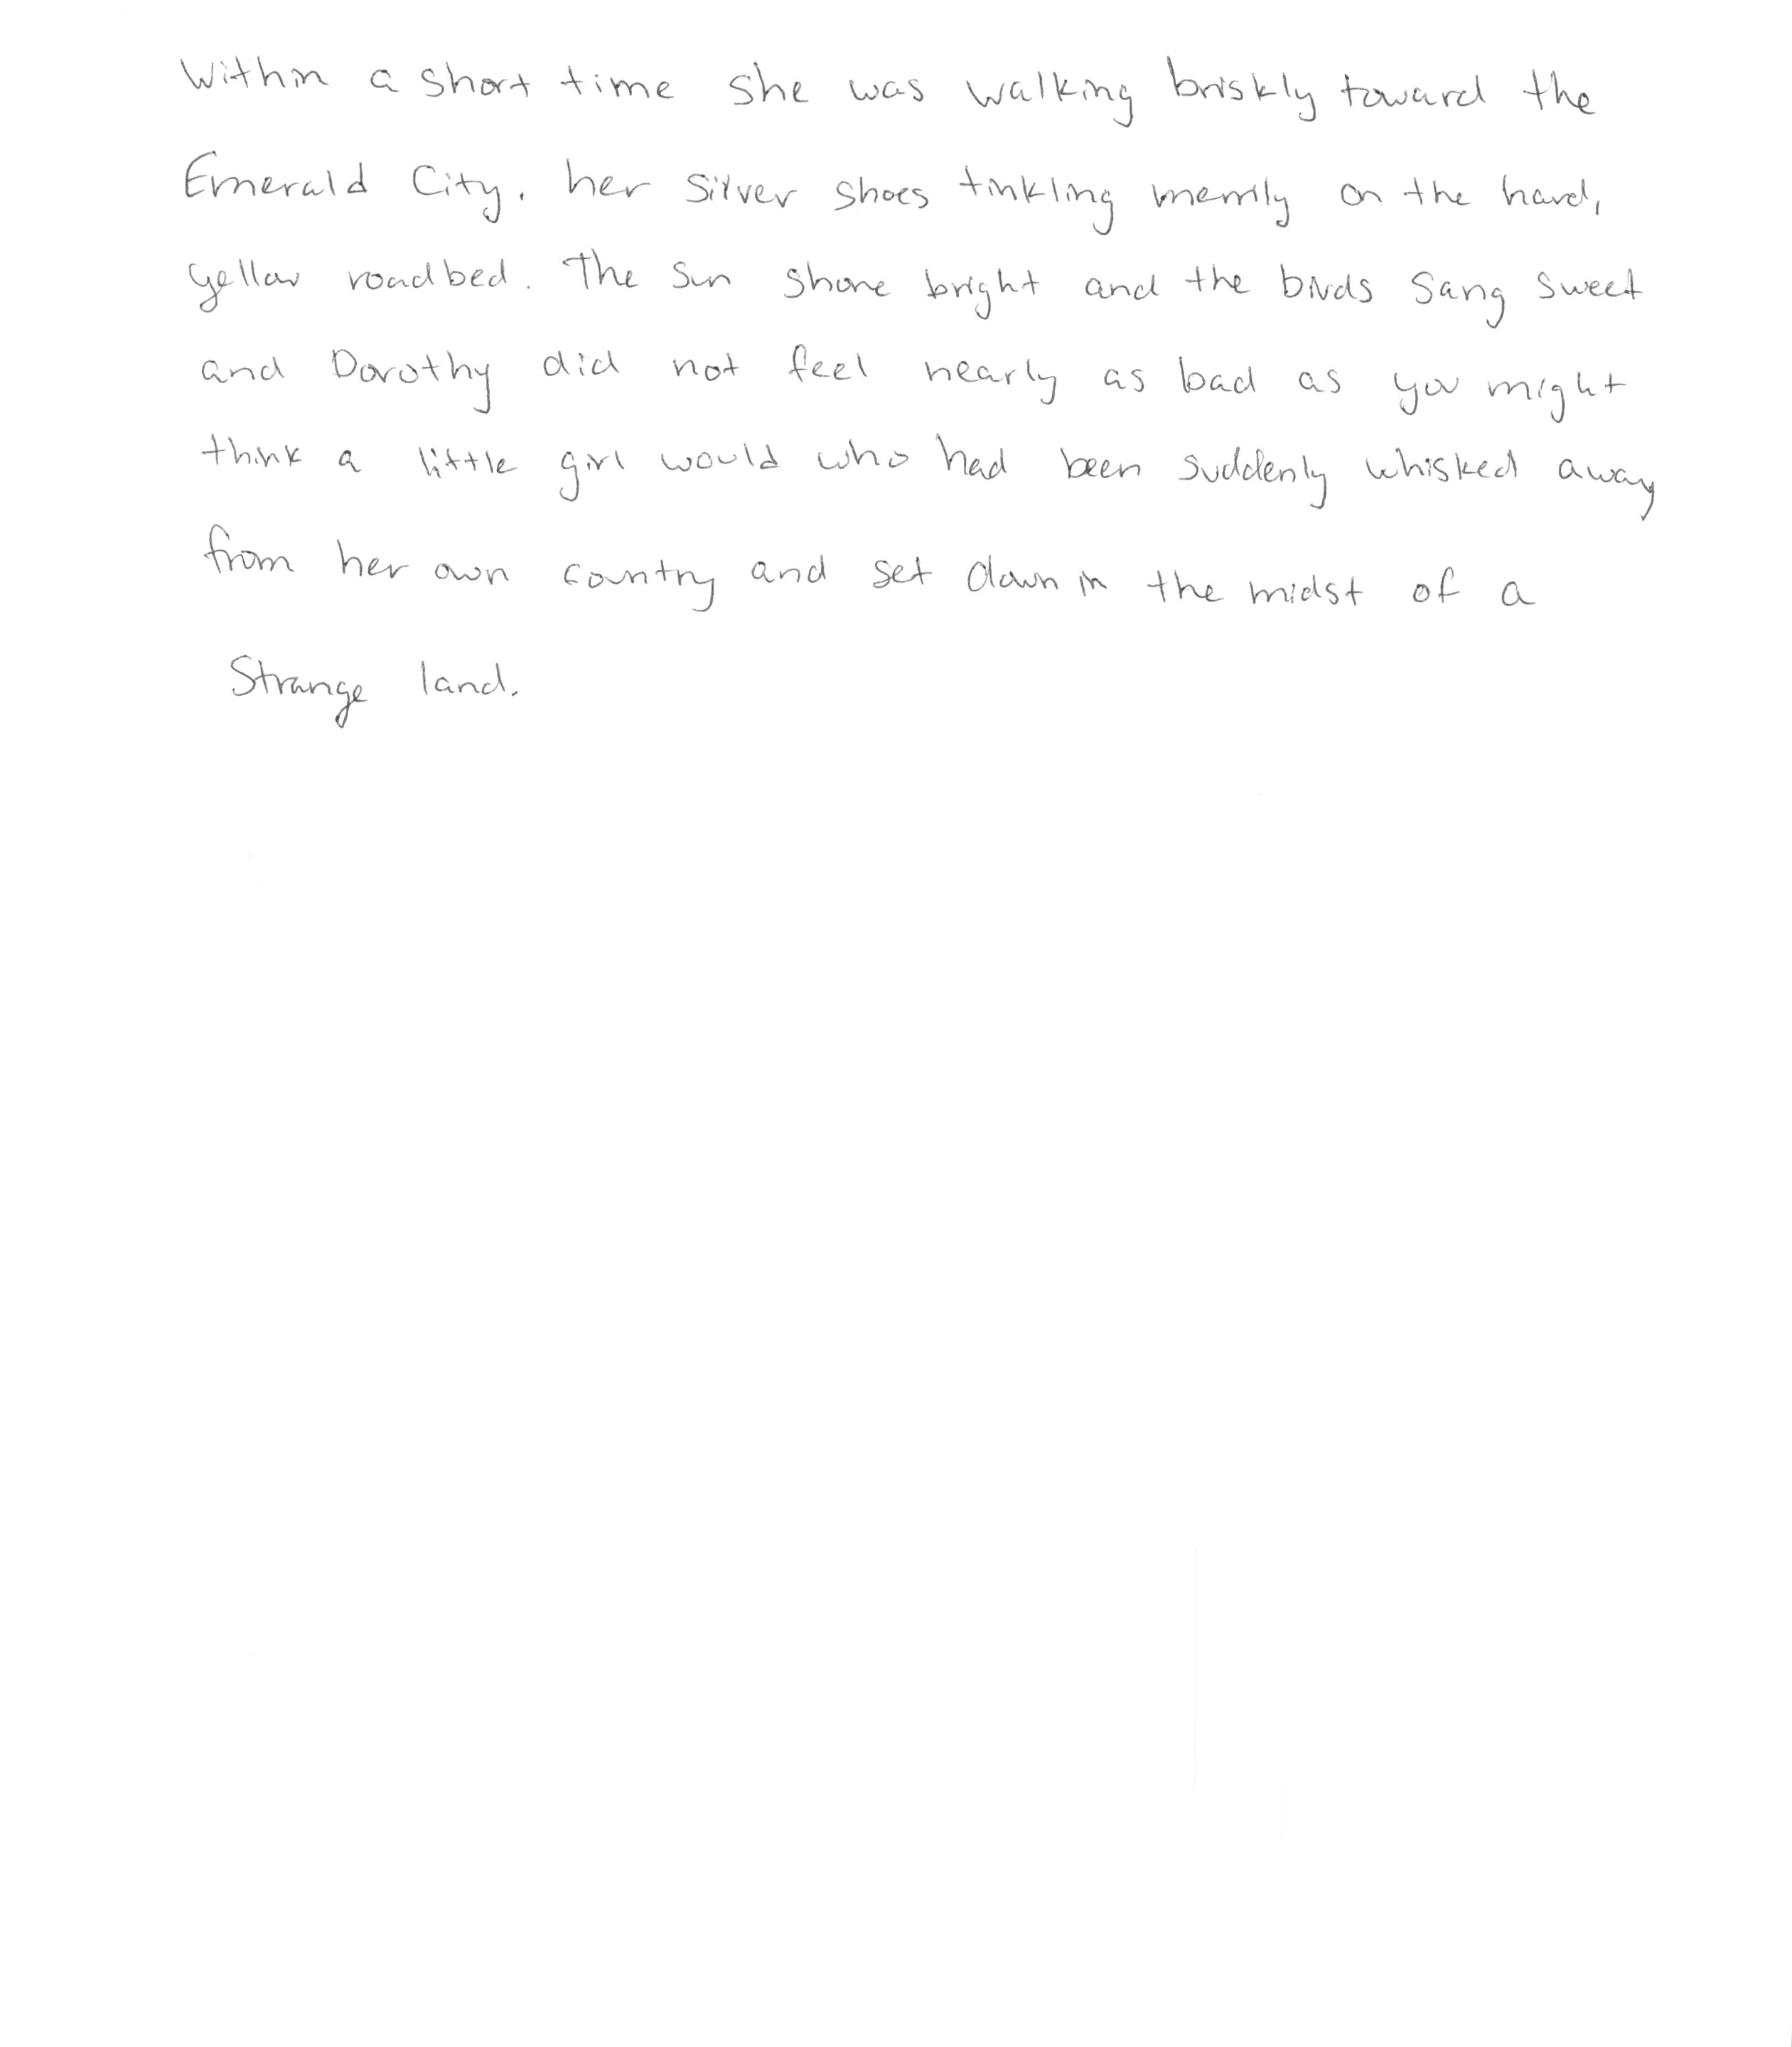 Within a short time she was walking briskly toward the
Emerald City, her silver shoes tinkling merrily on the hard,
yellow roadbed. The sun shone bright and the birds sang sweet
and Dorothy did not feel nearly as bad as you might
think a little girl would who had been suddenly whisked away
from her own country and set down in the midst of a
strange land.